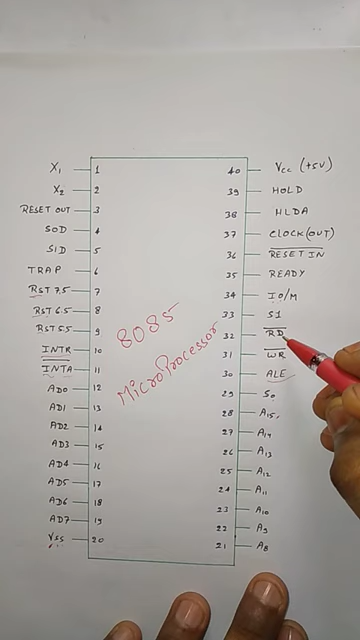 X1 1 40 Vcc (+5V)
X2 2 39 HOLD
RESET OUT 3 38 HLDA
SOD 4 37 CLOCK(OUT)
SID 5 36 RESET IN
TRAP 6 35 READY
RST 7.5 7 34 IO/M
RST 6.5 8 33 S1
RST 5.5 9 32 RD
INTR 10 31 WR
INTA 11 30 ALE
AD0 12 29 S0
AD1 13 28 A15
AD2 14 27 A14
AD3 15 26 A13
AD4 16 25 A12
AD5 17 24 A11
AD6 18 23 A10
AD7 19 22 A9
VSS 20 21 A8
8085
MicroProcessor